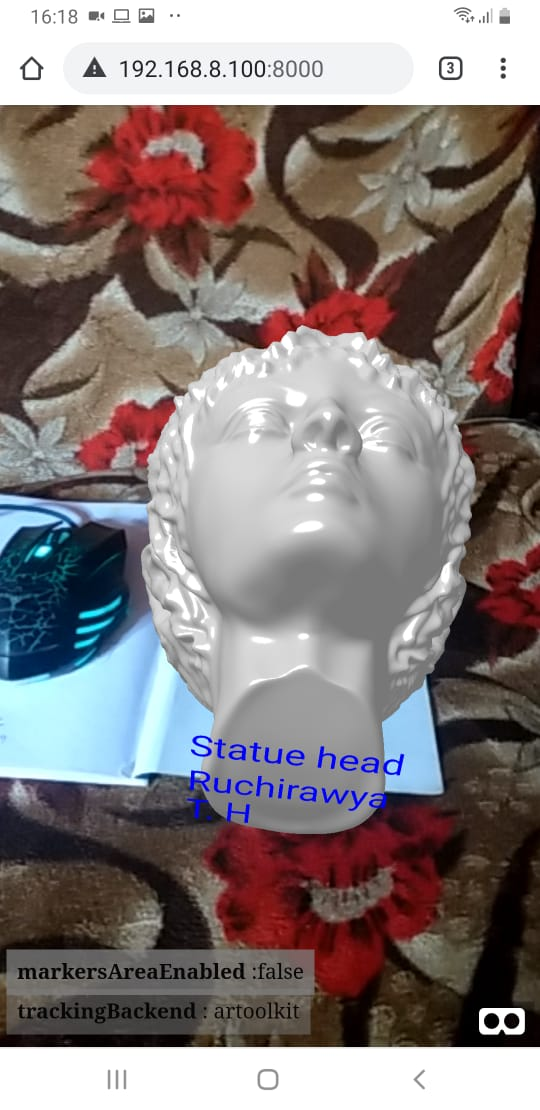 16:18
192.168.8.100:8000
3
Statue head
Ruchirawya
T. H
markersAreaEnabled :false
trackingBackend : artoolkit